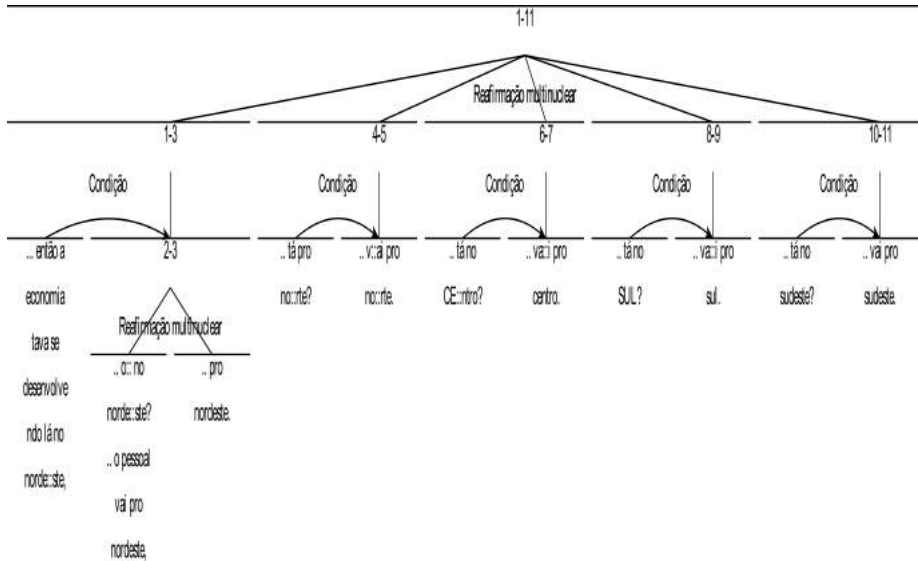 1-11
Reafirmação multinuclear
1-3
4-5
6-7
8-9
10-11
Condição
Condição
Condição
Condição
Condição
... então a
economia
tava se
desenvolve
ndo lá no
norde::ste,
2-3
Reafirmação multinuclear
.. o:: no
norde::ste?
.. o pessoal
vai pro
nordeste,
.. pro
nordeste.
.. tá pro
no::rte?
.. v::ai pro
no::rte.
.. tá no
CE::ntro?
.. va::i pro
centro.
.. tá no
SUL?
.. va::i pro
sul.
.. tá no
sudeste?
.. vai pro
sudeste.